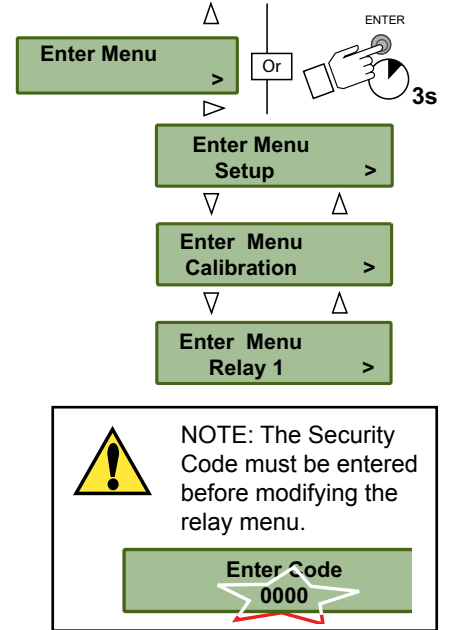 ENTER
Enter Menu
>
Or
3s
Enter Menu
Setup >
Enter Menu
Calibration >
Enter Menu
Relay 1 >
NOTE: The Security
Code must be entered
before modifying the
relay menu.
Enter Code
0000